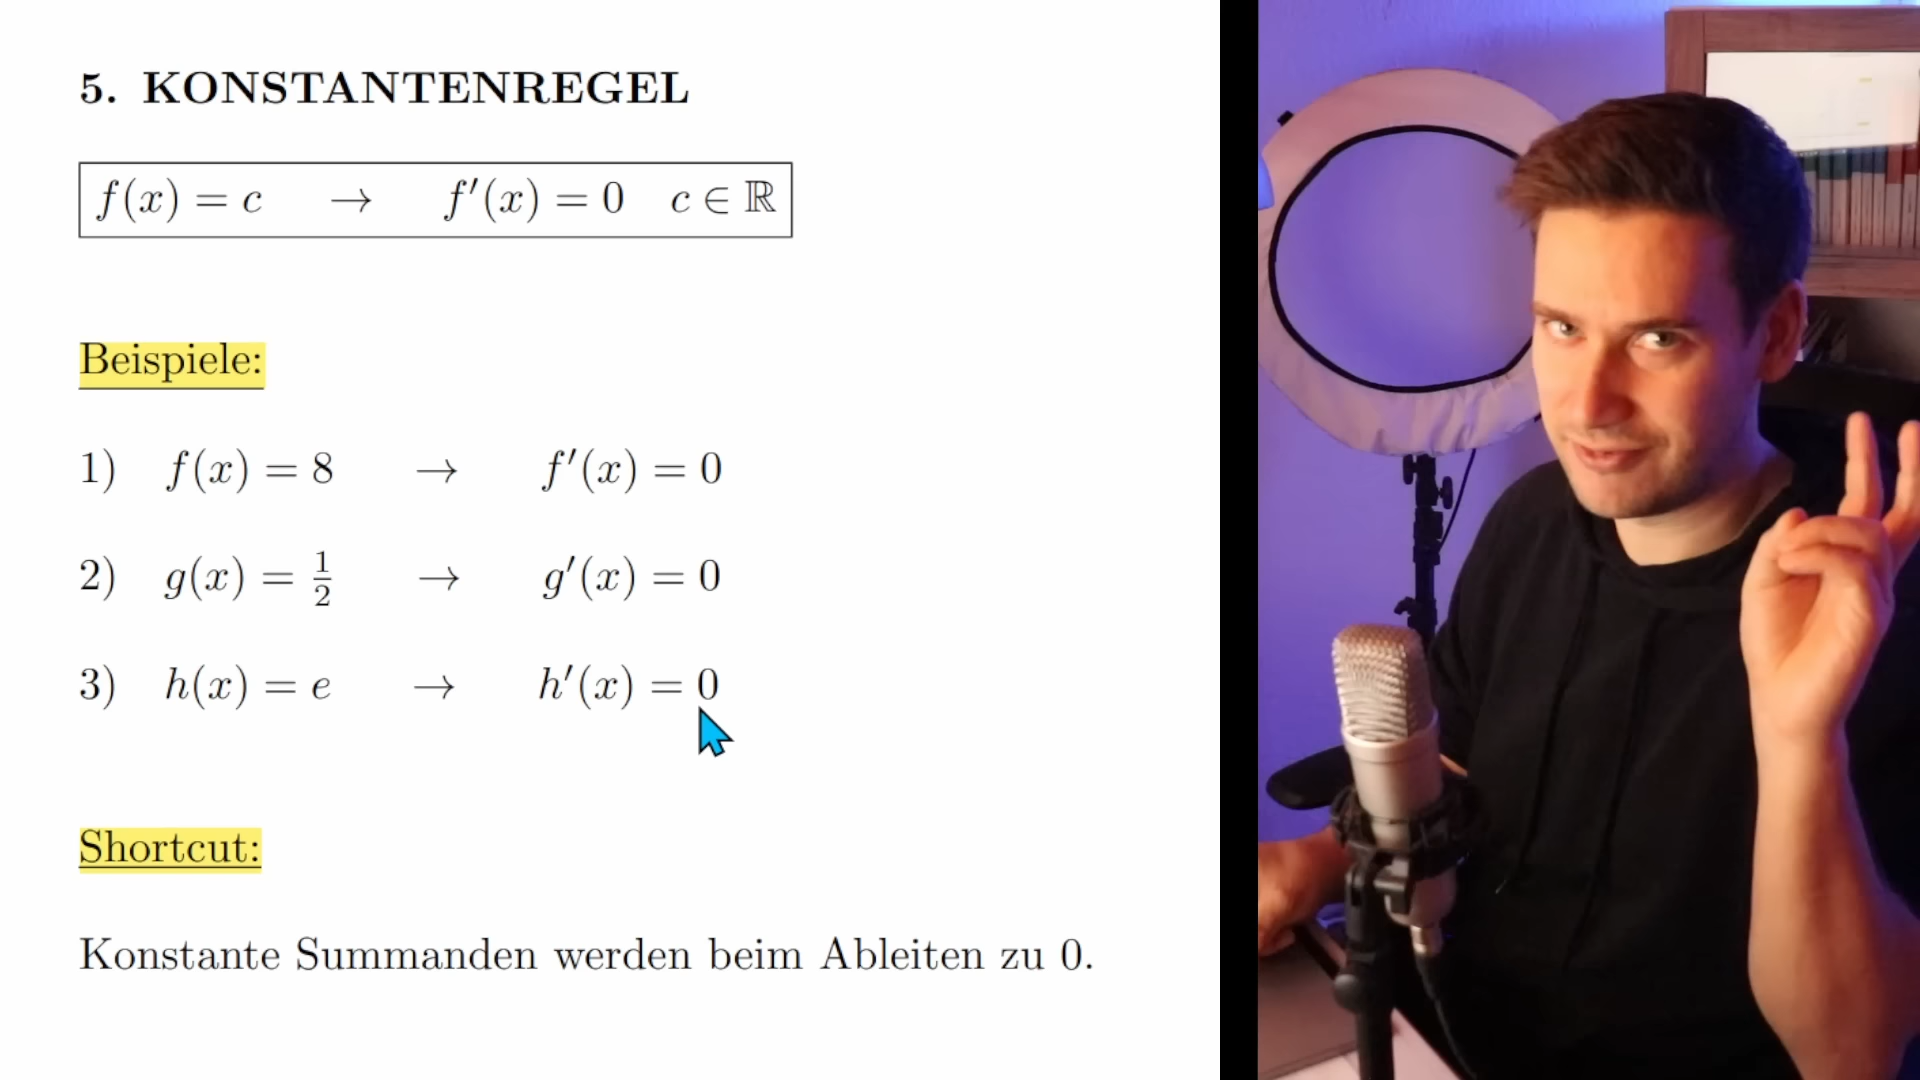 5. KONSTANTENREGEL
f(x) = c → f′(x) = 0 c ∈ ℝ
Beispiele:
1) f(x) = 8 → f′(x) = 0
2) g(x) = 1/2 → g′(x) = 0
3) h(x) = e → h′(x) = 0
Shortcut:
Konstante Summanden werden beim Ableiten zu 0.